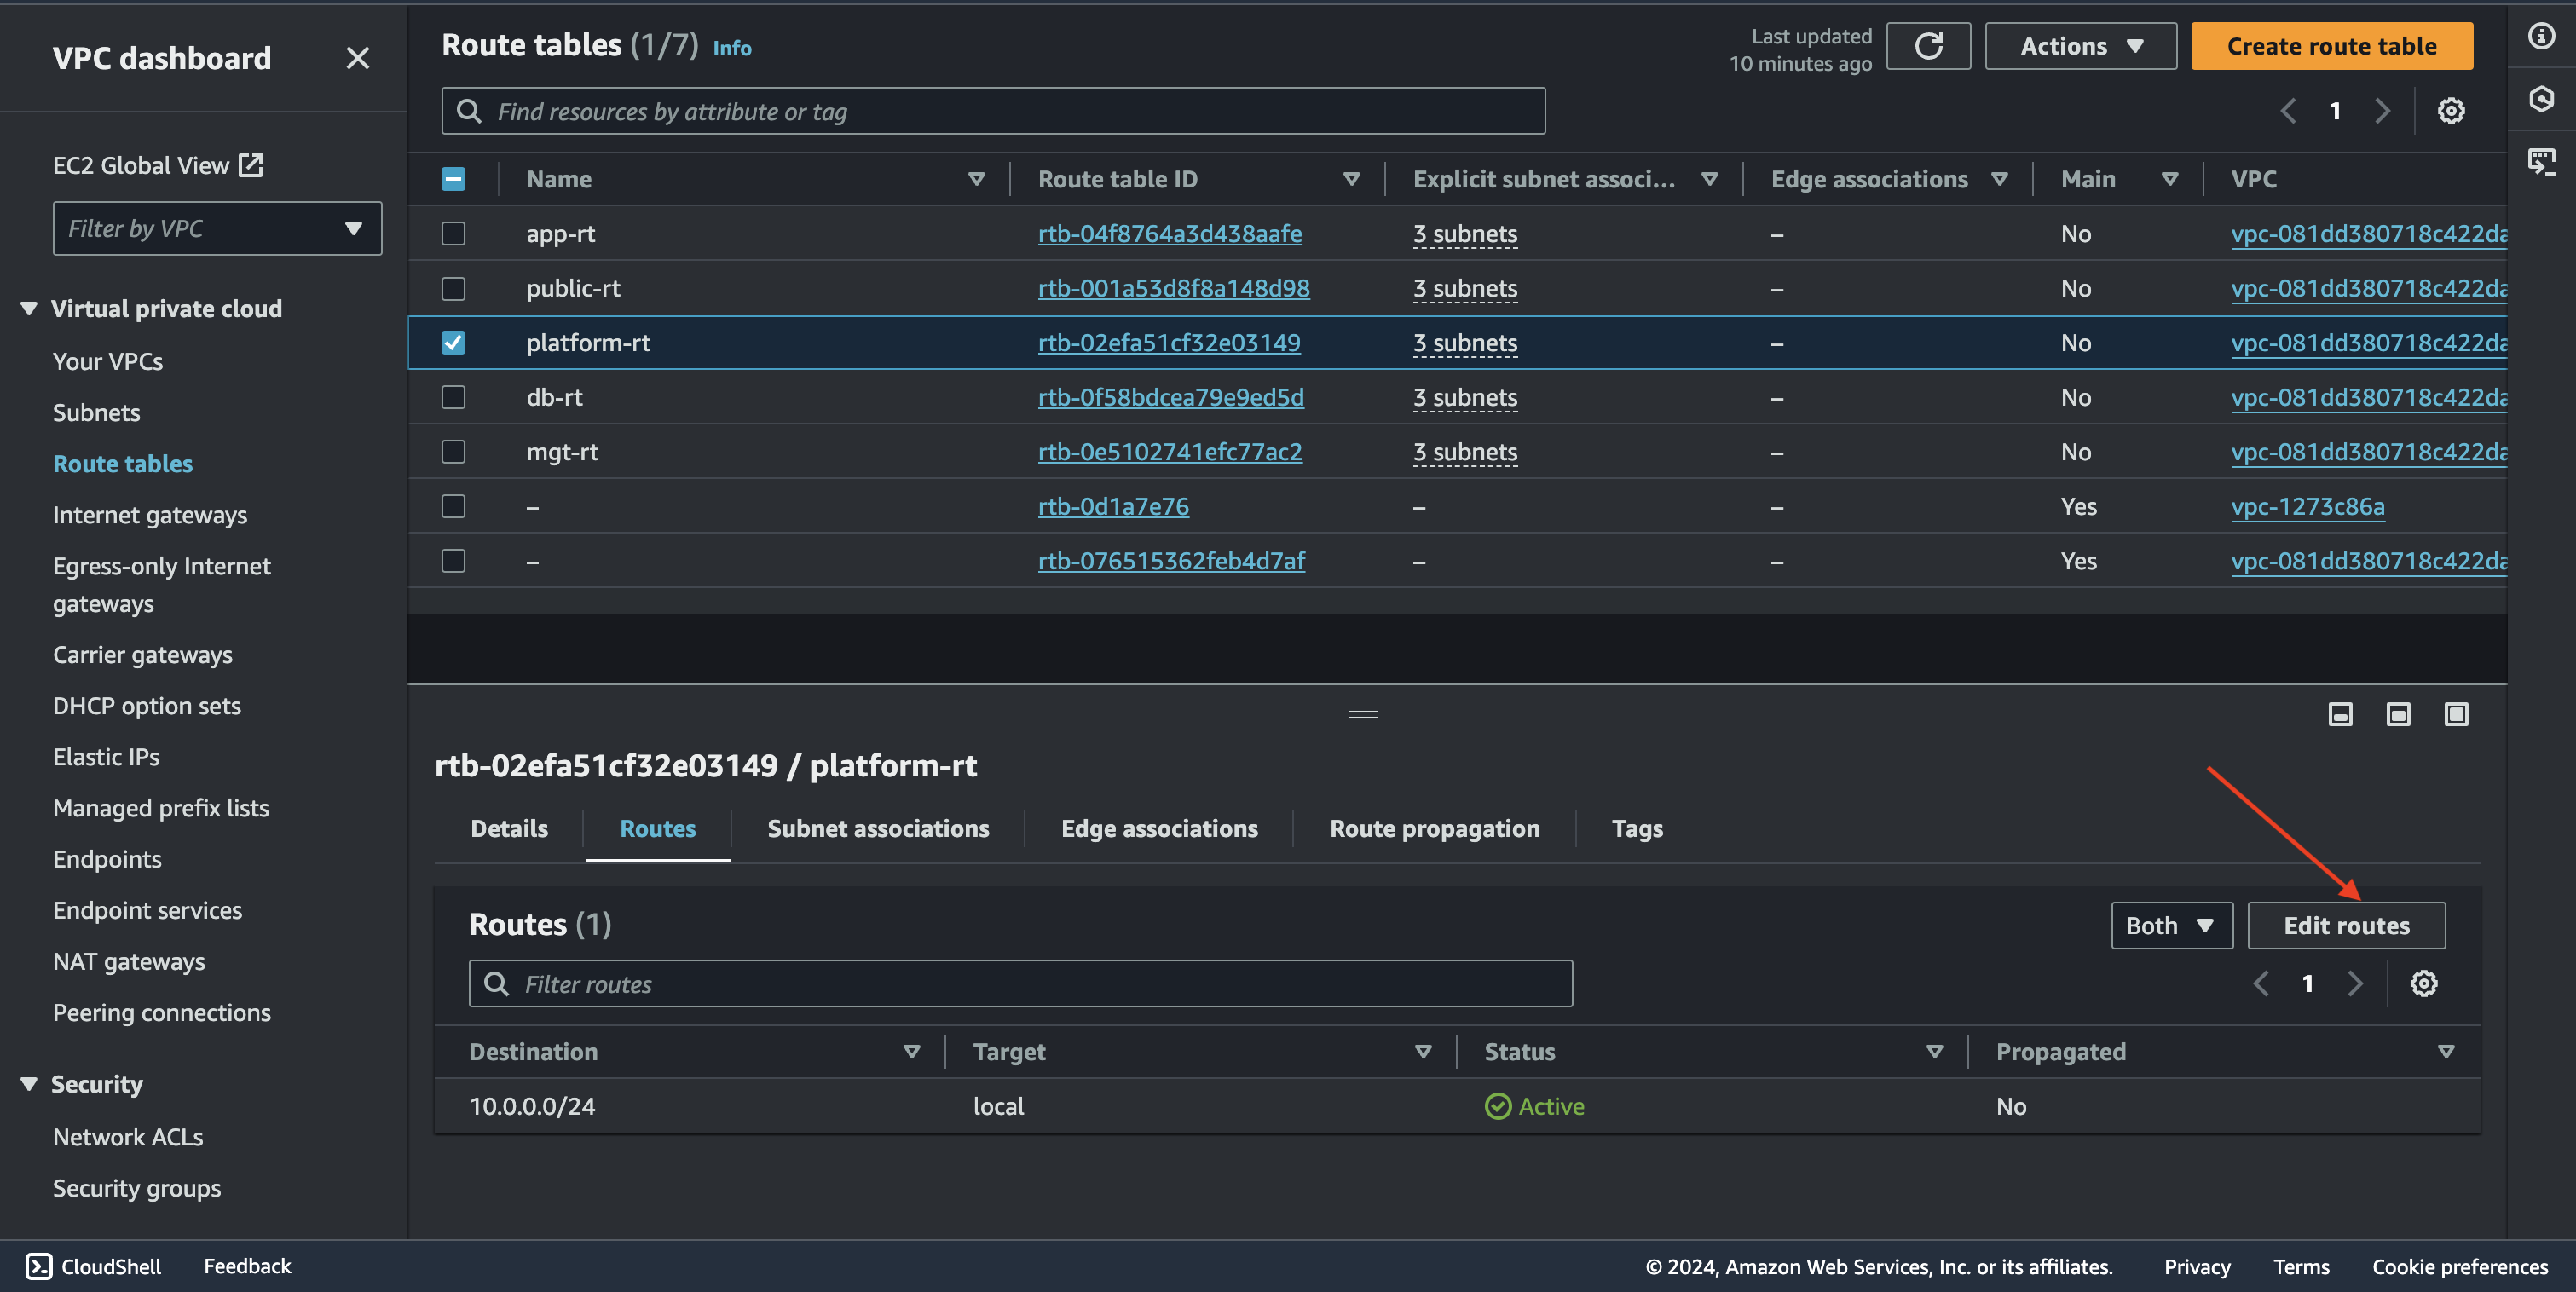 VPC dashboard
EC2 Global View
Filter by VPC
Virtual private cloud
Your VPCs
Subnets
Route tables
Internet gateways
Egress-only Internet
gateways
Carrier gateways
DHCP option sets
Elastic IPs
Managed prefix lists
Endpoints
Endpoint services
NAT gateways
Peering connections
Security
Network ACLs
Security groups
Route tables (1/7) Info
Last updated
10 minutes ago
Actions
Create route table
Find resources by attribute or tag
1
Name Route table ID Explicit subnet associ... Edge associations Main VPC
app-rt rtb-04f8764a3d438aafe 3 subnets – No vpc-081dd380718c422da
public-rt rtb-001a53d8f8a148d98 3 subnets – No vpc-081dd380718c422da
platform-rt rtb-02efa51cf32e03149 3 subnets – No vpc-081dd380718c422da
db-rt rtb-0f58bdcea79e9ed5d 3 subnets – No vpc-081dd380718c422da
mgt-rt rtb-0e5102741efc77ac2 3 subnets – No vpc-081dd380718c422da
– rtb-0d1a7e76 – – Yes vpc-1273c86a
– rtb-076515362feb4d7af – – Yes vpc-081dd380718c422da
rtb-02efa51cf32e03149 / platform-rt
Details Routes Subnet associations Edge associations Route propagation Tags
Routes (1)
Both
Edit routes
Filter routes
1
Destination Target Status Propagated
10.0.0.0/24 local Active No
CloudShell Feedback © 2024, Amazon Web Services, Inc. or its affiliates. Privacy Terms Cookie preferences